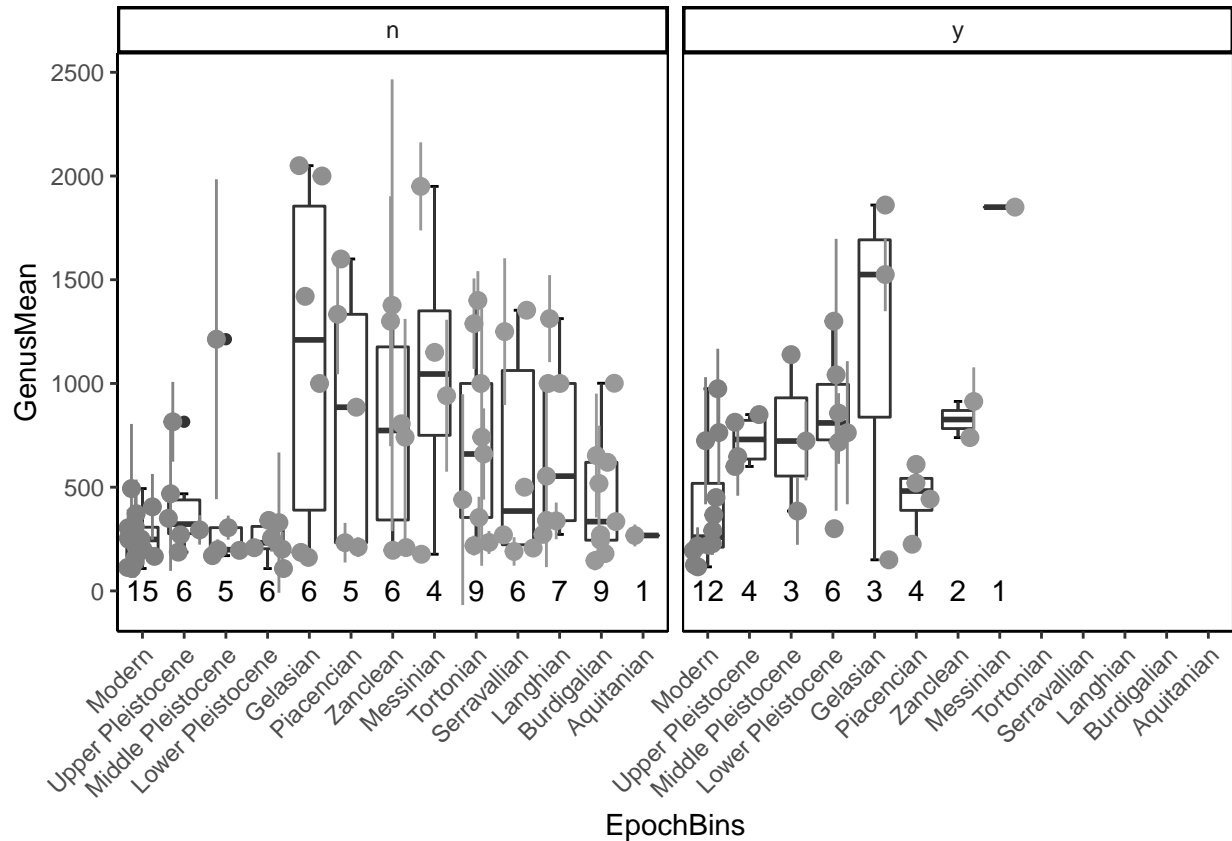 n
y
GenusMean
2500
2000
1500
1000
500
0
15 6 5 6 6 5 6 4 9 6 7 9 1
12 4 3 6 3 4 2 1
Modern
Upper Pleistocene
Middle Pleistocene
Lower Pleistocene
Gelasian
Piacencian
Zanclean
Messinian
Tortonian
Serravallian
Langhian
Burdigalian
Aquitanian
Modern
Upper Pleistocene
Middle Pleistocene
Lower Pleistocene
Gelasian
Piacencian
Zanclean
Messinian
Tortonian
Serravallian
Langhian
Burdigalian
Aquitanian
EpochBins